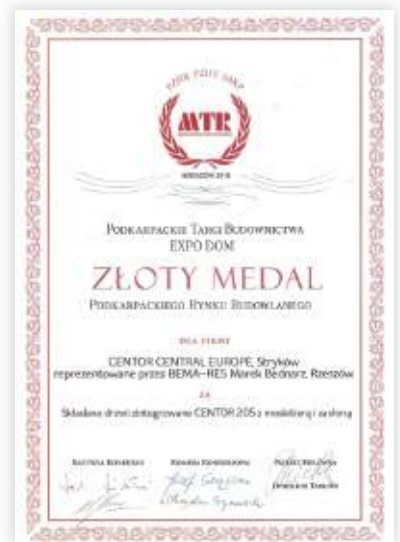 MTR
PODKARPACKIE TARGI BUDOWNICTWA
EXPO DOM
ZŁOTY MEDAL
PODKARPACKIEGO RYNKU BUDOWLANEGO
DLA FIRMY
CENTOR CENTRAL EUROPE, Stryków
reprezentowane przez BEMA-RES Marek Bednarz, Rzeszów
ZA
Składane drzwi zintegrowane CENTOR 205 z moskitierą i zasłoną